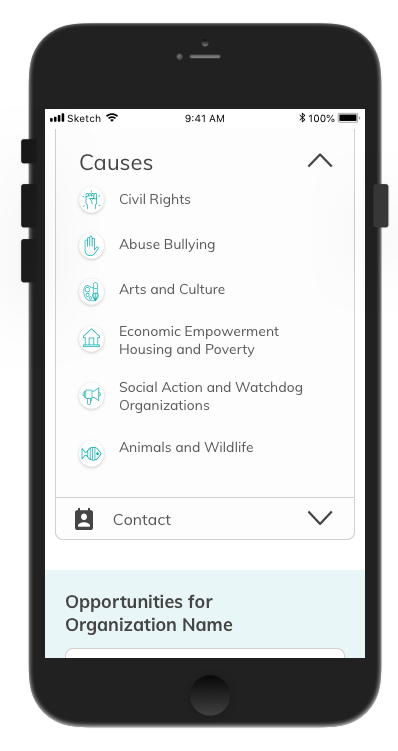 Sketch 9:41 AM 100%
Causes
Civil Rights
Abuse Bullying
Arts and Culture
Economic Empowerment
Housing and Poverty
Social Action and Watchdog
Organizations
Animals and Wildlife
Contact
Opportunities for
Organization Name